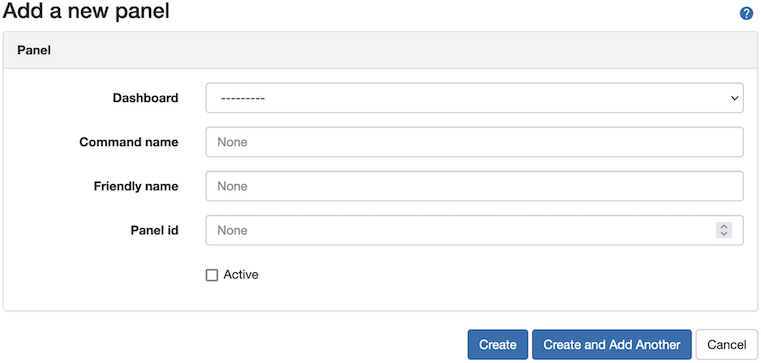 Add a new panel
?
Panel
Dashboard
---------
Command name
None
Friendly name
None
Panel id
None
Active
Create
Create and Add Another
Cancel